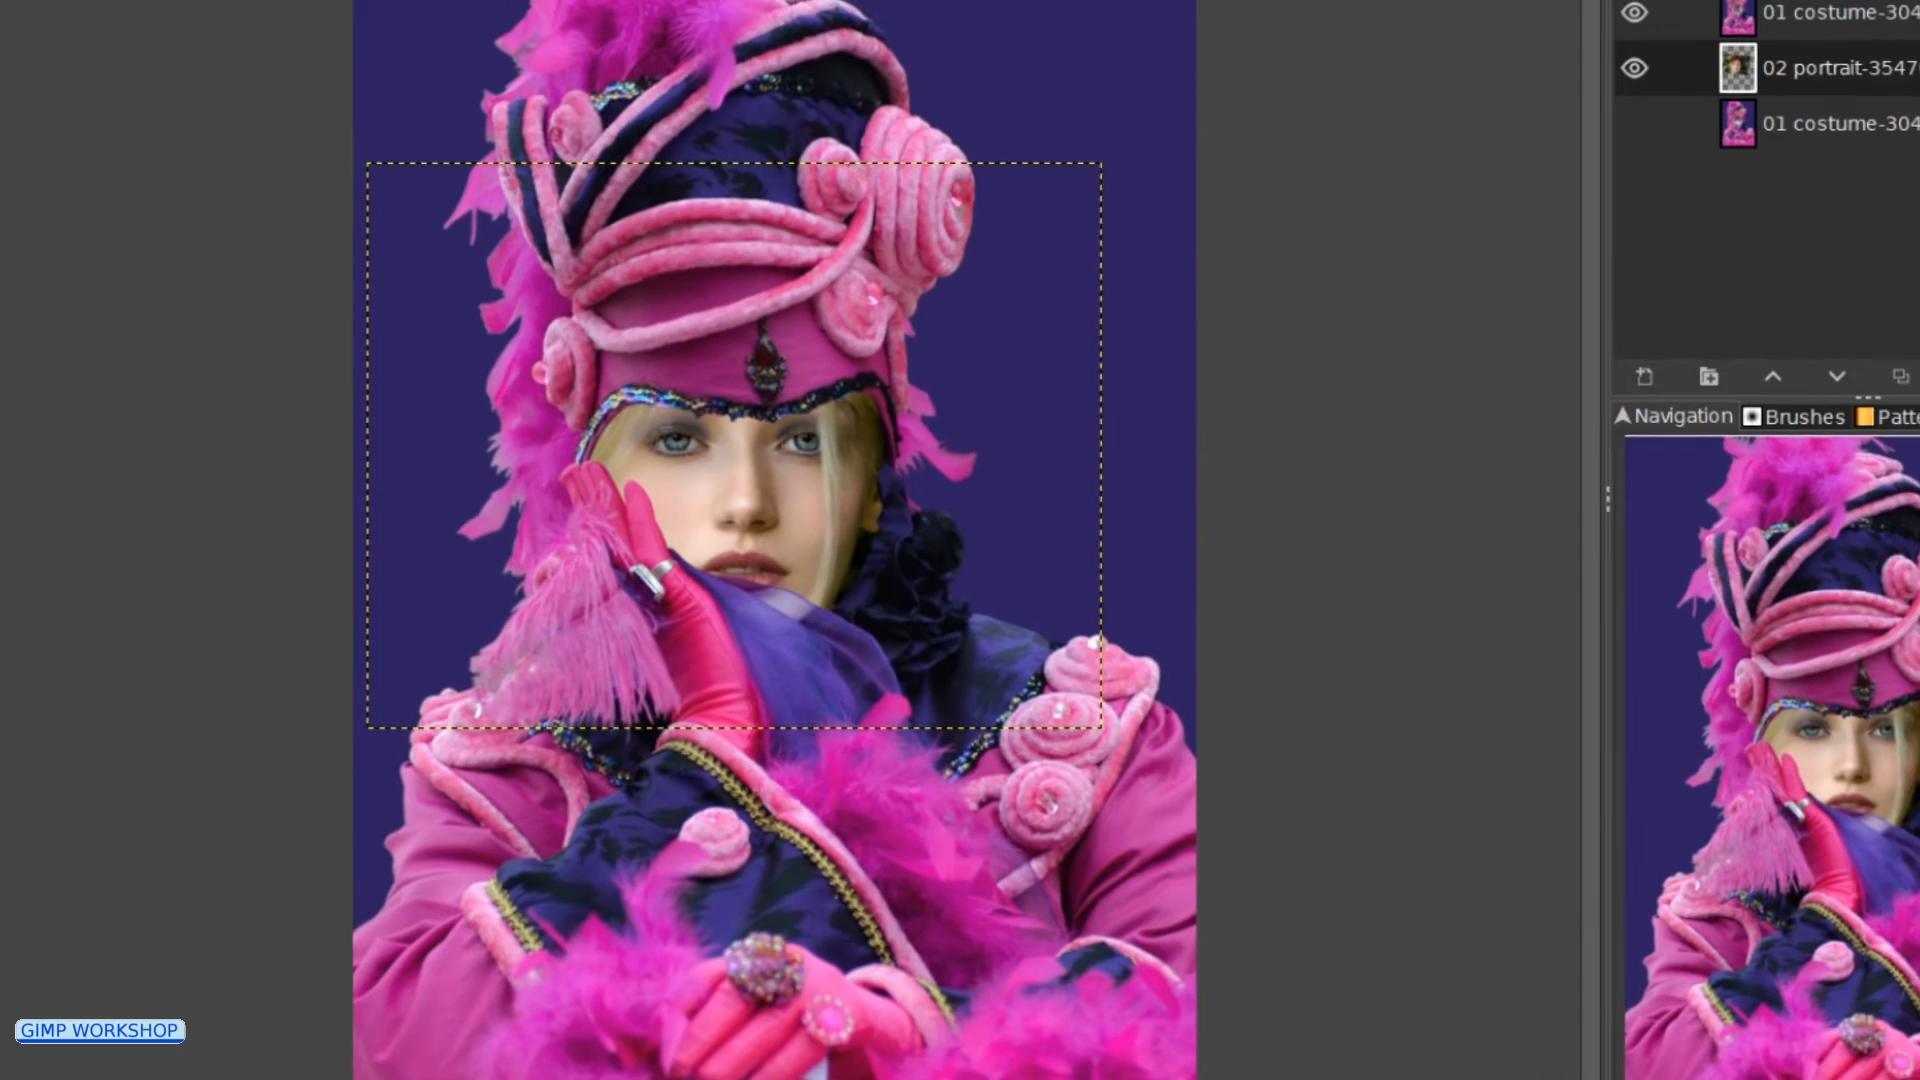 01 costume-304
02 portrait-3547
01 costume-304
Navigation
Brushes
Patte
GIMP WORKSHOP